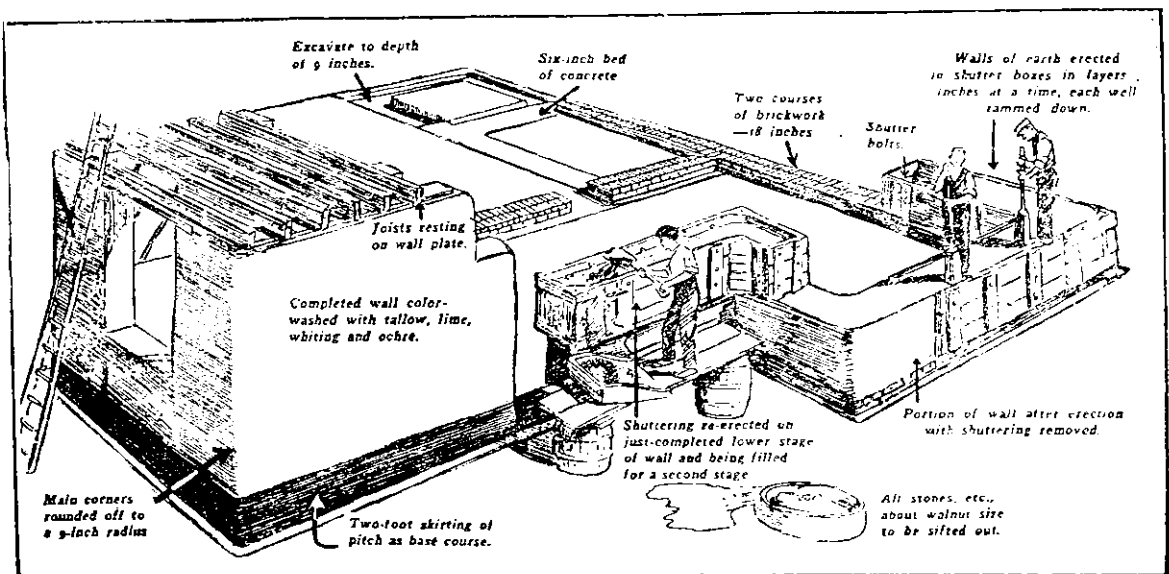 Excavate to depth
of 9 inches.
Six-inch bed
of concrete
Two courses
of brickwork
—18 inches
Shutter
bolts.
Walls of earth erected
in shutter boxes in layers
inches at a time, each well
rammed down.
Joists resting
on wall plate.
Completed wall color-
washed with tallow, lime,
whiting and ochre.
Main corners
rounded off to
a 9-inch radius
Two-foot skirting of
pitch as base course.
Shuttering re-erected on
just-completed lower stage
of wall and being filled
for a second stage
Portion of wall after erection
with shuttering removed.
All stones, etc.,
about walnut size
to be sifted out.